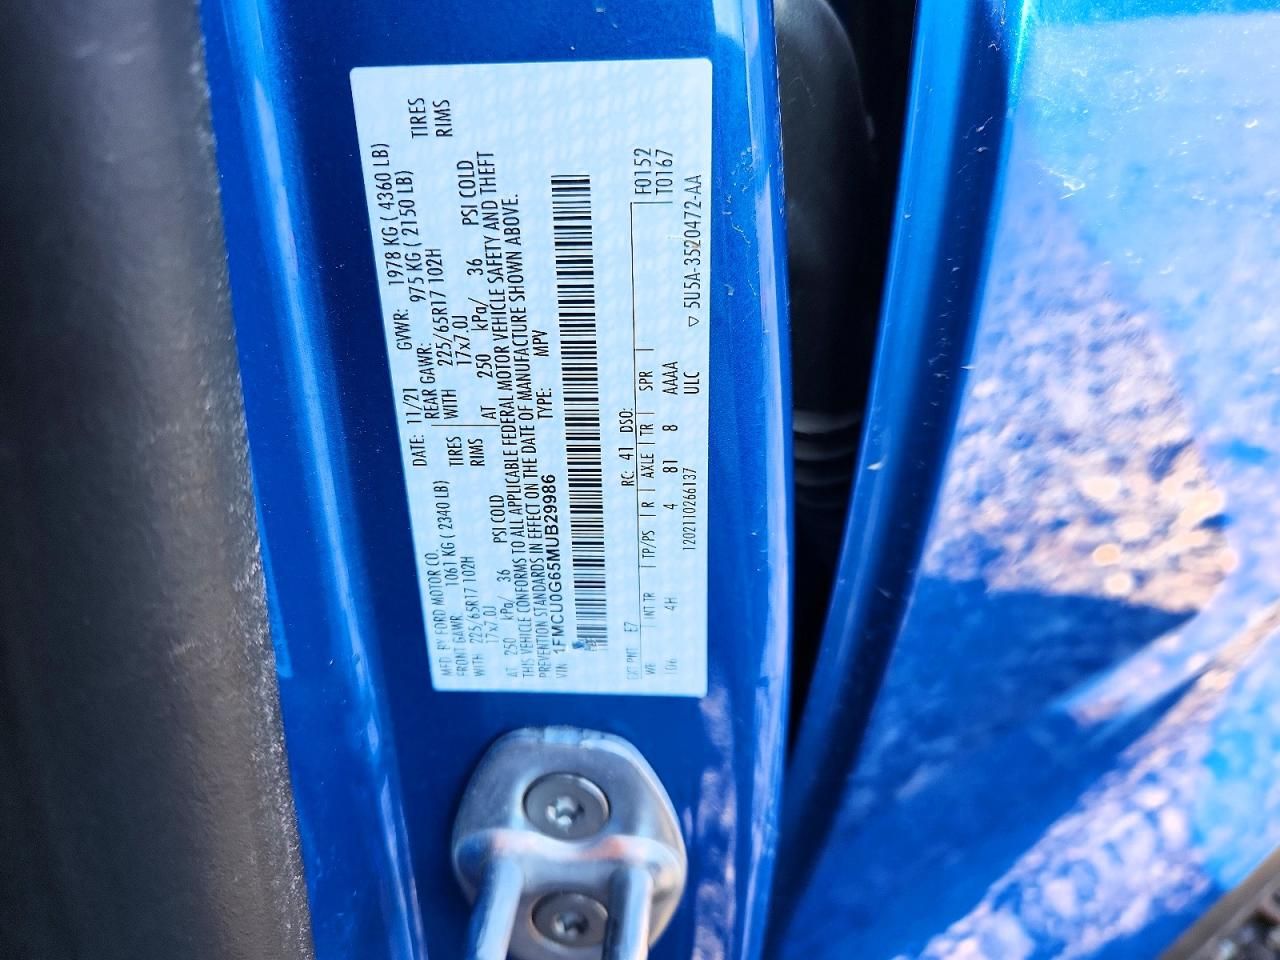 MFD. BY FORD MOTOR CO. DATE: 11/21 GVWR: 1978 KG ( 4360 LB)
FRONT GAWR: 1061 KG ( 2340 LB) REAR GAWR: 975 KG ( 2150 LB)
WITH 225/65R17 102H TIRES WITH 225/65R17 102H TIRES
17x7.0J RIMS 17x7.0J RIMS
AT 250 kPa/ 36 PSI COLD AT 250 kPa/ 36 PSI COLD
THIS VEHICLE CONFORMS TO ALL APPLICABLE FEDERAL MOTOR VEHICLE SAFETY AND THEFT
PREVENTION STANDARDS IN EFFECT ON THE DATE OF MANUFACTURE SHOWN ABOVE.
VIN: 1FMCU0G65MUB29986 TYPE: MPV
EXT PNT: E7 RC: 41 DSO: F0152
WB INT TR TP/PS R AXLE TR SPR T0167
106 4H 4 81 8 AAAA
1202110266137 ULC ▽ 5U5A-3520472-AA